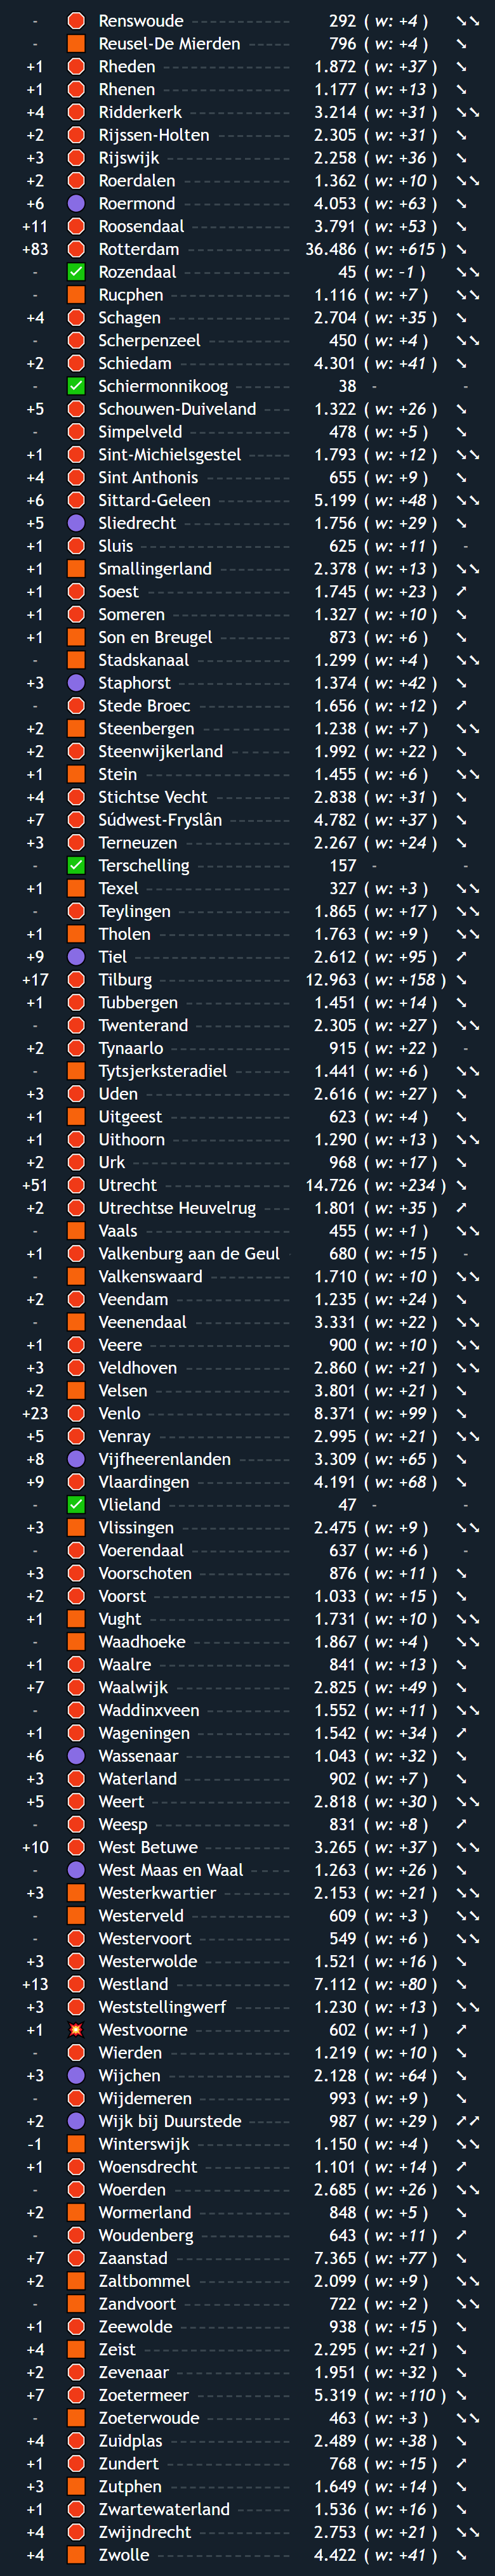 - Renswoude 292 ( w: +4 )
- Reusel-De Mierden 796 ( w: +4 )
+1 Rheden 1.872 ( w: +37 )
+1 Rhenen 1.177 ( w: +13 )
+4 Ridderkerk 3.214 ( w: +31 )
+2 Rijssen-Holten 2.305 ( w: +31 )
+3 Rijswijk 2.258 ( w: +36 )
+2 Roerdalen 1.362 ( w: +10 )
+6 Roermond 4.053 ( w: +63 )
+11 Roosendaal 3.791 ( w: +53 )
+83 Rotterdam 36.486 ( w: +615 )
- Rozendaal 45 ( w: -1 )
- Rucphen 1.116 ( w: +7 )
+4 Schagen 2.704 ( w: +35 )
- Scherpenzeel 450 ( w: +4 )
+2 Schiedam 4.301 ( w: +41 )
- Schiermonnikoog 38 - -
+5 Schouwen-Duiveland 1.322 ( w: +26 )
- Simpelveld 478 ( w: +5 )
+1 Sint-Michielsgestel 1.793 ( w: +12 )
+4 Sint Anthonis 655 ( w: +9 )
+6 Sittard-Geleen 5.199 ( w: +48 )
+5 Sliedrecht 1.756 ( w: +29 )
+1 Sluis 625 ( w: +11 ) -
+1 Smallingerland 2.378 ( w: +13 )
+1 Soest 1.745 ( w: +23 )
+1 Someren 1.327 ( w: +10 )
+1 Son en Breugel 873 ( w: +6 )
- Stadskanaal 1.299 ( w: +4 )
+3 Staphorst 1.374 ( w: +42 )
- Stede Broec 1.656 ( w: +12 )
+2 Steenbergen 1.238 ( w: +7 )
+2 Steenwijkerland 1.992 ( w: +22 )
+1 Stein 1.455 ( w: +6 )
+4 Stichtse Vecht 2.838 ( w: +31 )
+7 Súdwest-Fryslân 4.782 ( w: +37 )
+3 Terneuzen 2.267 ( w: +24 )
- Terschelling 157 - -
+1 Texel 327 ( w: +3 )
- Teylingen 1.865 ( w: +17 )
+1 Tholen 1.763 ( w: +9 )
+9 Tiel 2.612 ( w: +95 )
+17 Tilburg 12.963 ( w: +158 )
+1 Tubbergen 1.451 ( w: +14 )
- Twenterand 2.305 ( w: +27 )
+2 Tynaarlo 915 ( w: +22 ) -
- Tytsjerksteradiel 1.441 ( w: +6 )
+3 Uden 2.616 ( w: +27 )
+1 Uitgeest 623 ( w: +4 )
+1 Uithoorn 1.290 ( w: +13 )
+2 Urk 968 ( w: +17 )
+51 Utrecht 14.726 ( w: +234 )
+2 Utrechtse Heuvelrug 1.801 ( w: +35 )
- Vaals 455 ( w: +1 )
+1 Valkenburg aan de Geul 680 ( w: +15 ) -
- Valkenswaard 1.710 ( w: +10 )
+2 Veendam 1.235 ( w: +24 )
- Veenendaal 3.331 ( w: +22 )
+1 Veere 900 ( w: +10 )
+3 Veldhoven 2.860 ( w: +21 )
+2 Velsen 3.801 ( w: +21 )
+23 Venlo 8.371 ( w: +99 )
+5 Venray 2.995 ( w: +21 )
+8 Vijfheerenlanden 3.309 ( w: +65 )
+9 Vlaardingen 4.191 ( w: +68 )
- Vlieland 47 - -
+3 Vlissingen 2.475 ( w: +9 )
- Voerendaal 637 ( w: +6 ) -
+3 Voorschoten 876 ( w: +11 )
+2 Voorst 1.033 ( w: +15 )
+1 Vught 1.731 ( w: +10 )
- Waadhoeke 1.867 ( w: +4 )
+1 Waalre 841 ( w: +13 )
+7 Waalwijk 2.825 ( w: +49 )
- Waddinxveen 1.552 ( w: +11 )
+1 Wageningen 1.542 ( w: +34 )
+6 Wassenaar 1.043 ( w: +32 )
+3 Waterland 902 ( w: +7 )
+5 Weert 2.818 ( w: +30 )
- Weesp 831 ( w: +8 )
+10 West Betuwe 3.265 ( w: +37 )
- West Maas en Waal 1.263 ( w: +26 )
+3 Westerkwartier 2.153 ( w: +21 )
- Westerveld 609 ( w: +3 )
- Westervoort 549 ( w: +6 )
+3 Westerwolde 1.521 ( w: +16 )
+13 Westland 7.112 ( w: +80 )
+3 Weststellingwerf 1.230 ( w: +13 )
+1 Westvoorne 602 ( w: +1 )
- Wierden 1.219 ( w: +10 )
+3 Wijchen 2.128 ( w: +64 )
- Wijdemeren 993 ( w: +9 )
+2 Wijk bij Duurstede 987 ( w: +29 )
-1 Winterswijk 1.150 ( w: +4 )
+1 Woensdrecht 1.101 ( w: +14 )
- Woerden 2.685 ( w: +26 )
+2 Wormerland 848 ( w: +5 )
- Woudenberg 643 ( w: +11 )
+7 Zaanstad 7.365 ( w: +77 )
+2 Zaltbommel 2.099 ( w: +9 )
- Zandvoort 722 ( w: +2 )
+1 Zeewolde 938 ( w: +15 )
+4 Zeist 2.295 ( w: +21 )
+2 Zevenaar 1.951 ( w: +32 )
+7 Zoetermeer 5.319 ( w: +110 )
- Zoeterwoude 463 ( w: +3 )
+4 Zuidplas 2.489 ( w: +38 )
+1 Zundert 768 ( w: +15 )
+3 Zutphen 1.649 ( w: +14 )
+1 Zwartewaterland 1.536 ( w: +16 )
+4 Zwijndrecht 2.753 ( w: +21 )
+4 Zwolle 4.422 ( w: +41 )